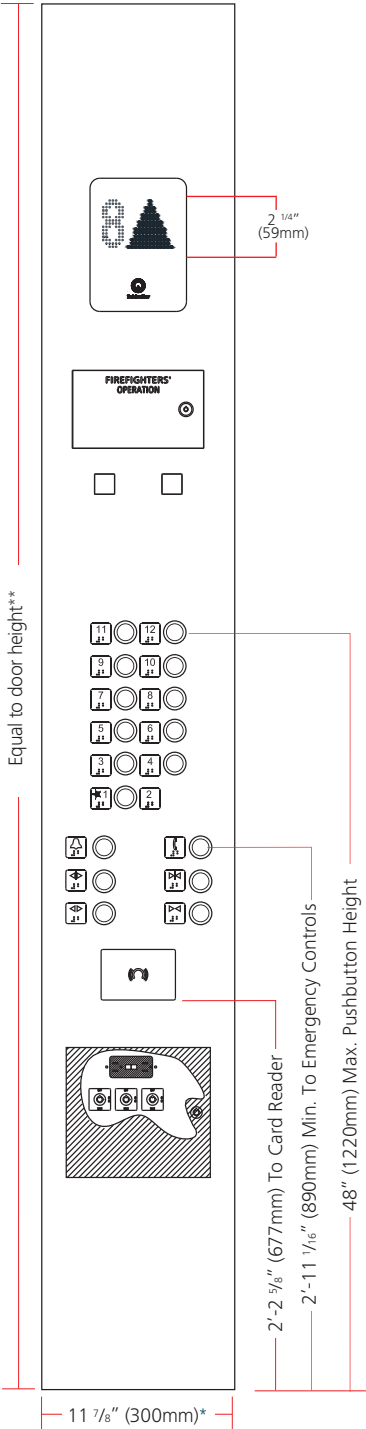 8
2 1/4"
(59mm)
FIREFIGHTERS'
OPERATION
Equal to door height**
11 12
9 10
7 8
5 6
3 4
★1 2
2'-2 5/8" (677mm) To Card Reader
2'-11 1/16" (890mm) Min. To Emergency Controls
48" (1220mm) Max. Pushbutton Height
11 7/8" (300mm)*